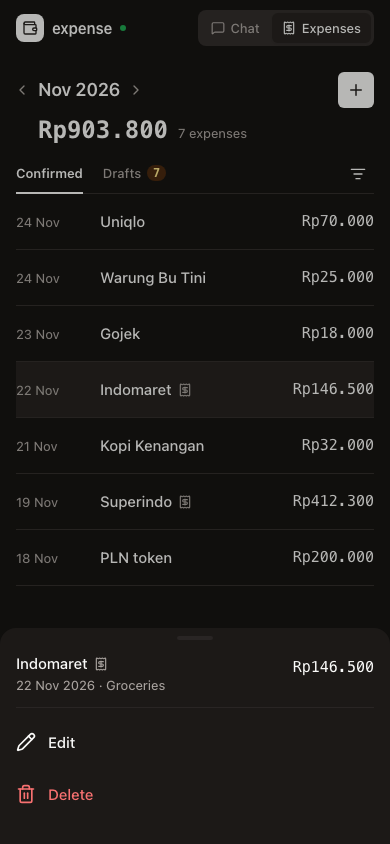 expense
Chat
Expenses
Nov 2026
Rp903.800 7 expenses
Confirmed
Drafts 7
24 Nov Uniqlo Rp70.000
24 Nov Warung Bu Tini Rp25.000
23 Nov Gojek Rp18.000
22 Nov Indomaret Rp146.500
21 Nov Kopi Kenangan Rp32.000
19 Nov Superindo Rp412.300
18 Nov PLN token Rp200.000
Indomaret Rp146.500
22 Nov 2026 · Groceries
Edit
Delete